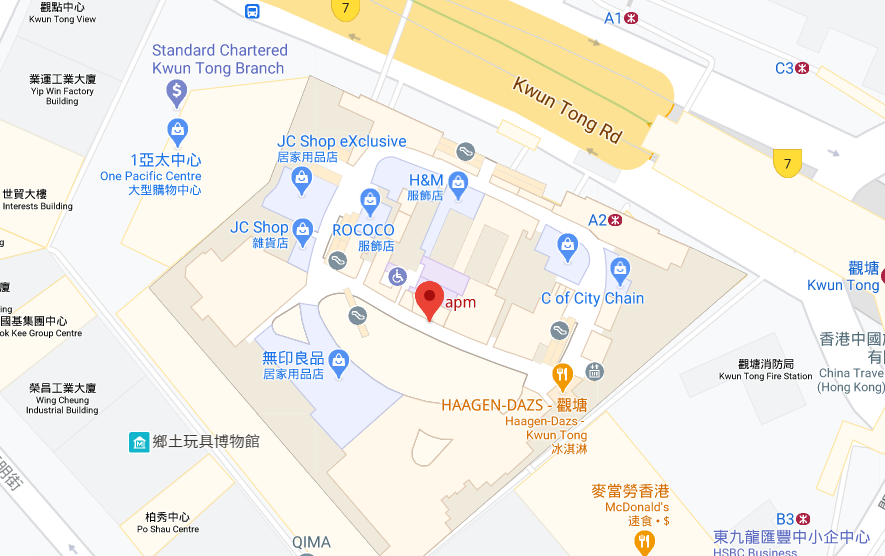 觀點中心
Kwun Tong View
7
A1
C3
Standard Chartered
Kwun Tong Branch
業運工業大廈
Yip Win Factory
Building
Kwun Tong Rd
JC Shop eXclusive
居家用品店
1亞太中心
One Pacific Centre
大型購物中心
7
H&M
服飾店
世貿大樓
Interests Building
JC Shop
雜貨店
ROCOCO
服飾店
A2
觀塘
Kwun Tong
C of City Chain
apm
國基集團中心
ok Kee Group Centre
無印良品
居家用品店
觀塘消防局
Kwun Tong Fire Station
香港中國
China Trave
(Hong Kong)
榮昌工業大廈
Wing Cheung
Industrial Building
HAAGEN-DAZS - 觀塘
Haagen-Dazs -
Kwun Tong
冰淇淋
鄉土玩具博物館
明街
麥當勞香港
McDonald's
速食 • $
柏秀中心
Po Shau Centre
B3
QIMA
東九龍匯豐中小企中心
HSBC Business